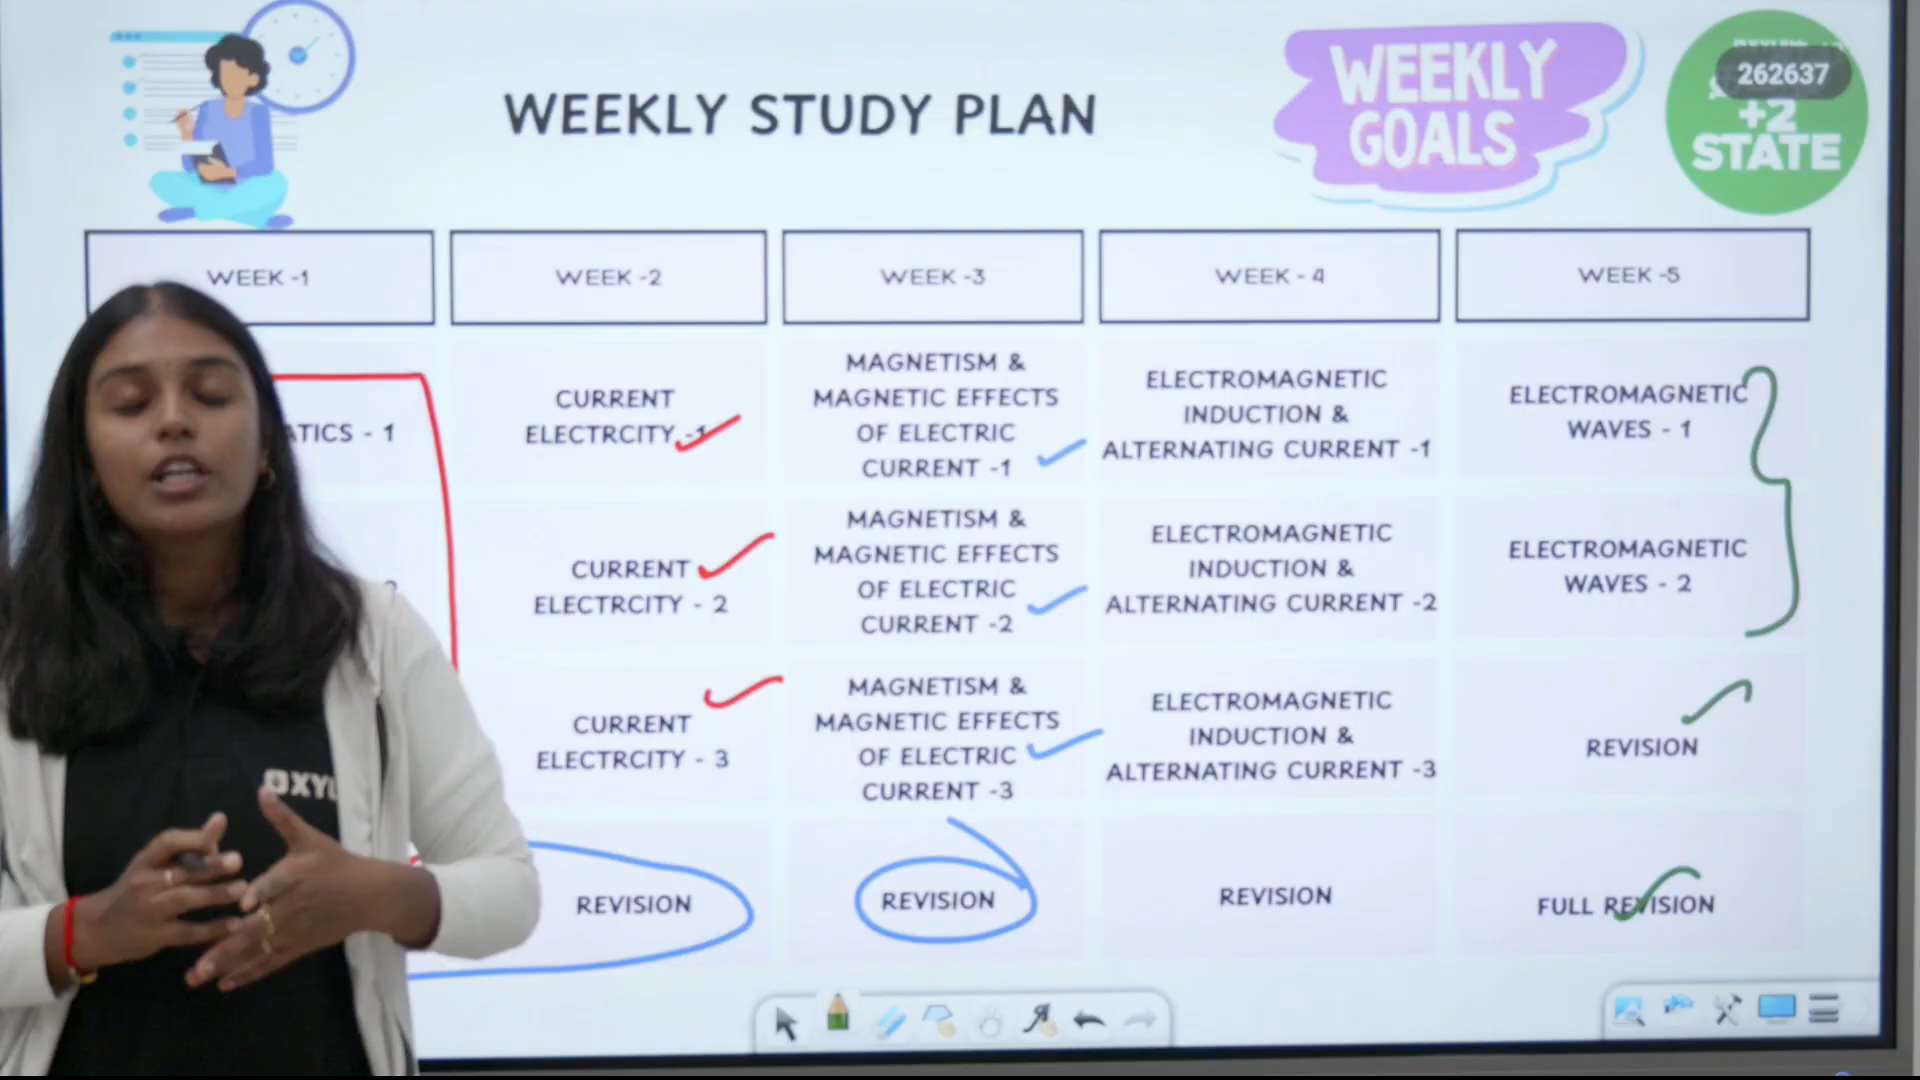 WEEKLY STUDY PLAN
WEEKLY
GOALS
262637
+2
STATE
WEEK -1
WEEK -2
WEEK -3
WEEK - 4
WEEK -5
ATICS - 1
CURRENT
ELECTRCITY -1
MAGNETISM &
MAGNETIC EFFECTS
OF ELECTRIC
CURRENT -1
ELECTROMAGNETIC
INDUCTION &
ALTERNATING CURRENT -1
ELECTROMAGNETIC
WAVES - 1
CURRENT
ELECTRCITY - 2
MAGNETISM &
MAGNETIC EFFECTS
OF ELECTRIC
CURRENT -2
ELECTROMAGNETIC
INDUCTION &
ALTERNATING CURRENT -2
ELECTROMAGNETIC
WAVES - 2
CURRENT
ELECTRCITY - 3
MAGNETISM &
MAGNETIC EFFECTS
OF ELECTRIC
CURRENT -3
ELECTROMAGNETIC
INDUCTION &
ALTERNATING CURRENT -3
REVISION
REVISION
REVISION
REVISION
FULL REVISION
OXYL